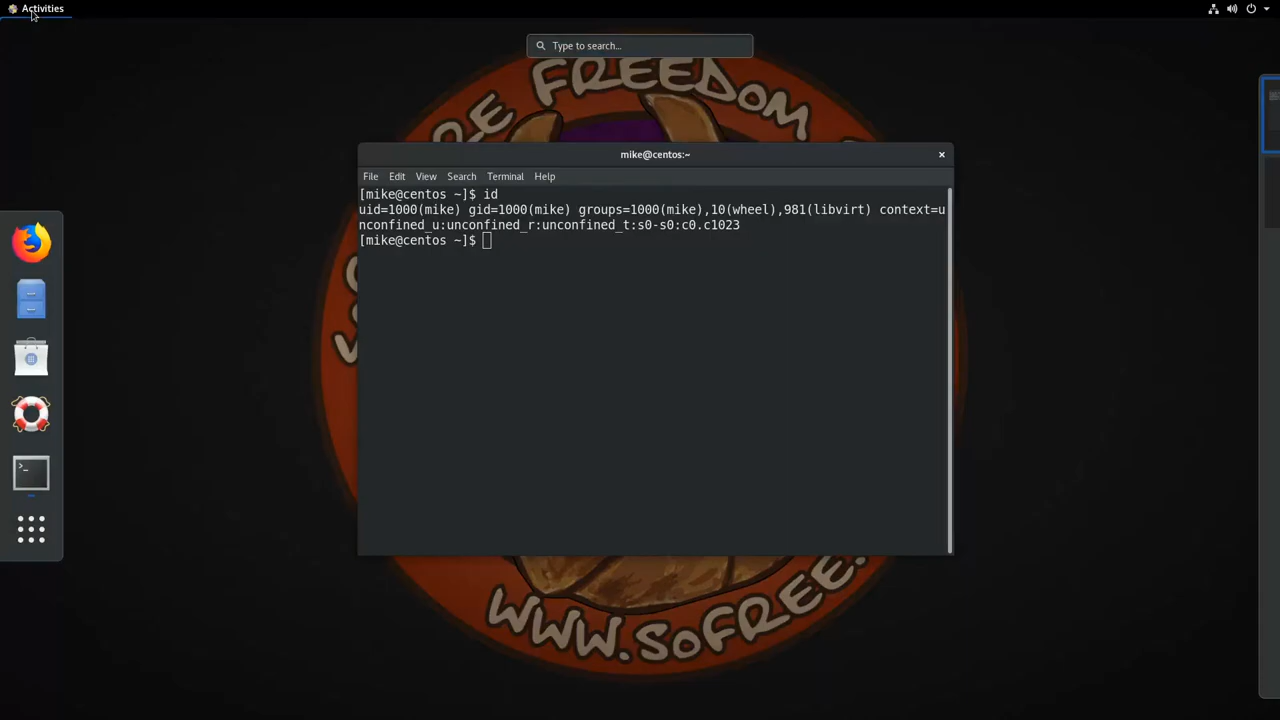 Activities
Type to search...
RE FREEDOM
mike@centos:~
File Edit View Search Terminal Help
[mike@centos ~]$ id
uid=1000(mike) gid=1000(mike) groups=1000(mike),10(wheel),981(libvirt) context=u
nconfined_u:unconfined_r:unconfined_t:s0-s0:c0.c1023
[mike@centos ~]$
www.SoFree.